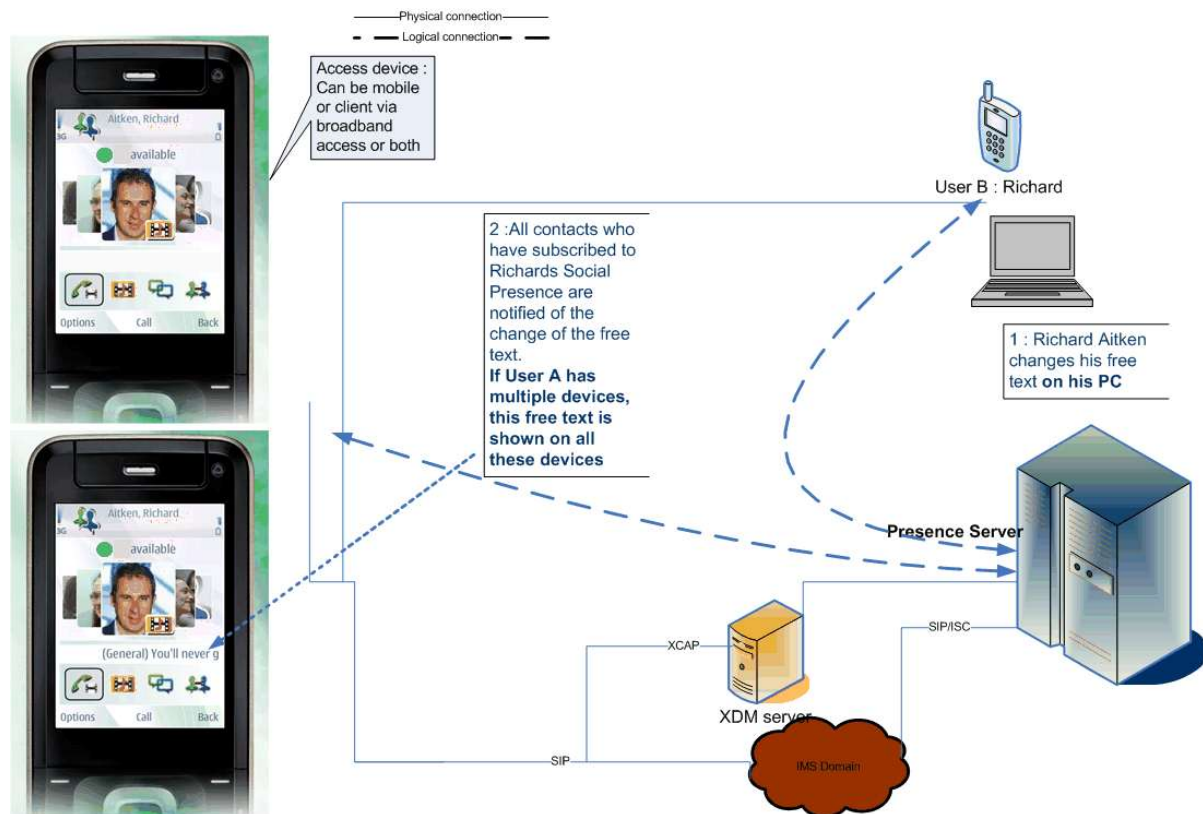 Physical connection
Logical connection
Access device :
Can be mobile
or client via
broadband
access or both
3G
Aitken, Richard
available
Options Call Back
User B : Richard
2 :All contacts who
have subscribed to
Richards Social
Presence are
notified of the
change of the free
text.
If User A has
multiple devices,
this free text is
shown on all
these devices
1 : Richard Aitken
changes his free
text on his PC
3G
Aitken, Richard
available
(General) You'll never g
Options Call Back
Presence Server
SIP/ISC
XCAP
XDM server
SIP
IMS Domain